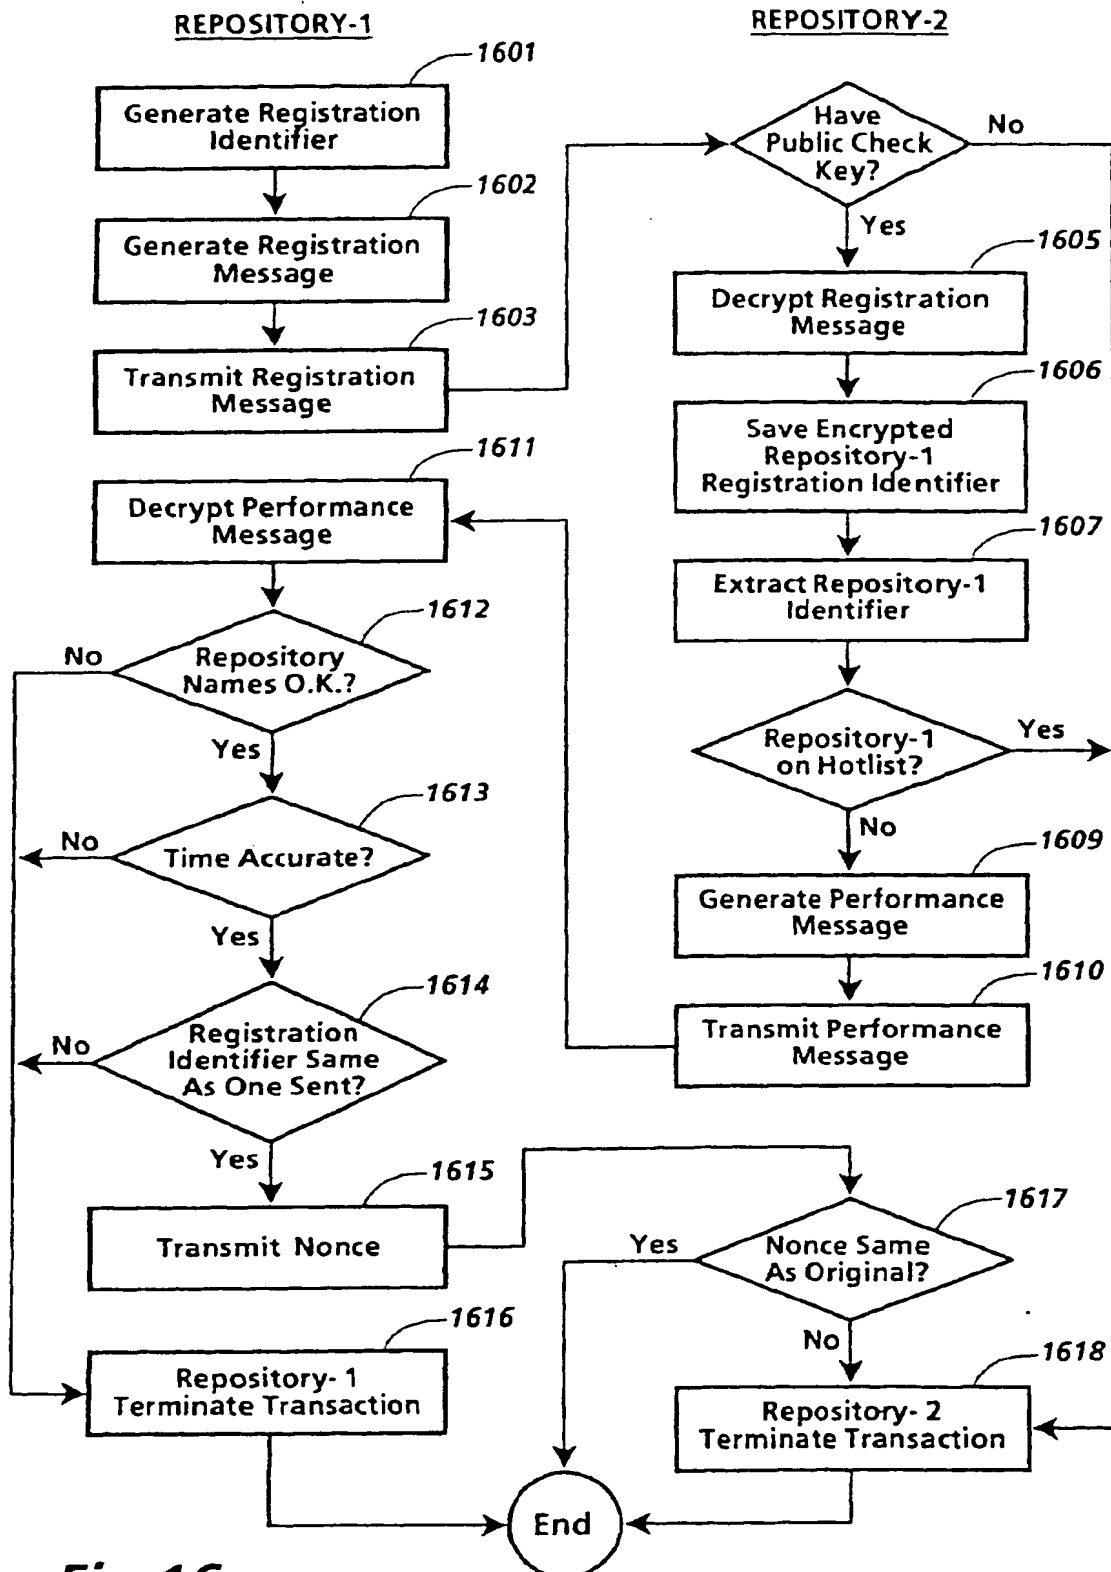 REPOSITORY-1
1601
Generate Registration
Identifier
1602
Generate Registration
Message
1603
Transmit Registration
Message
1611
Decrypt Performance
Message
1612
No
Repository
Names O.K.?
Yes
1613
No
Time Accurate?
Yes
1614
No
Registration
Identifier Same
As One Sent?
Yes
1615
Transmit Nonce
1616
Repository- 1
Terminate Transaction
REPOSITORY-2
Have
Public Check
Key?
No
Yes
1605
Decrypt Registration
Message
1606
Save Encrypted
Repository-1
Registration Identifier
1607
Extract Repository-1
Identifier
Repository-1
on Hotlist?
Yes
No
1609
Generate Performance
Message
1610
Transmit Performance
Message
1617
Yes
Nonce Same
As Original?
No
1618
Repository- 2
Terminate Transaction
End